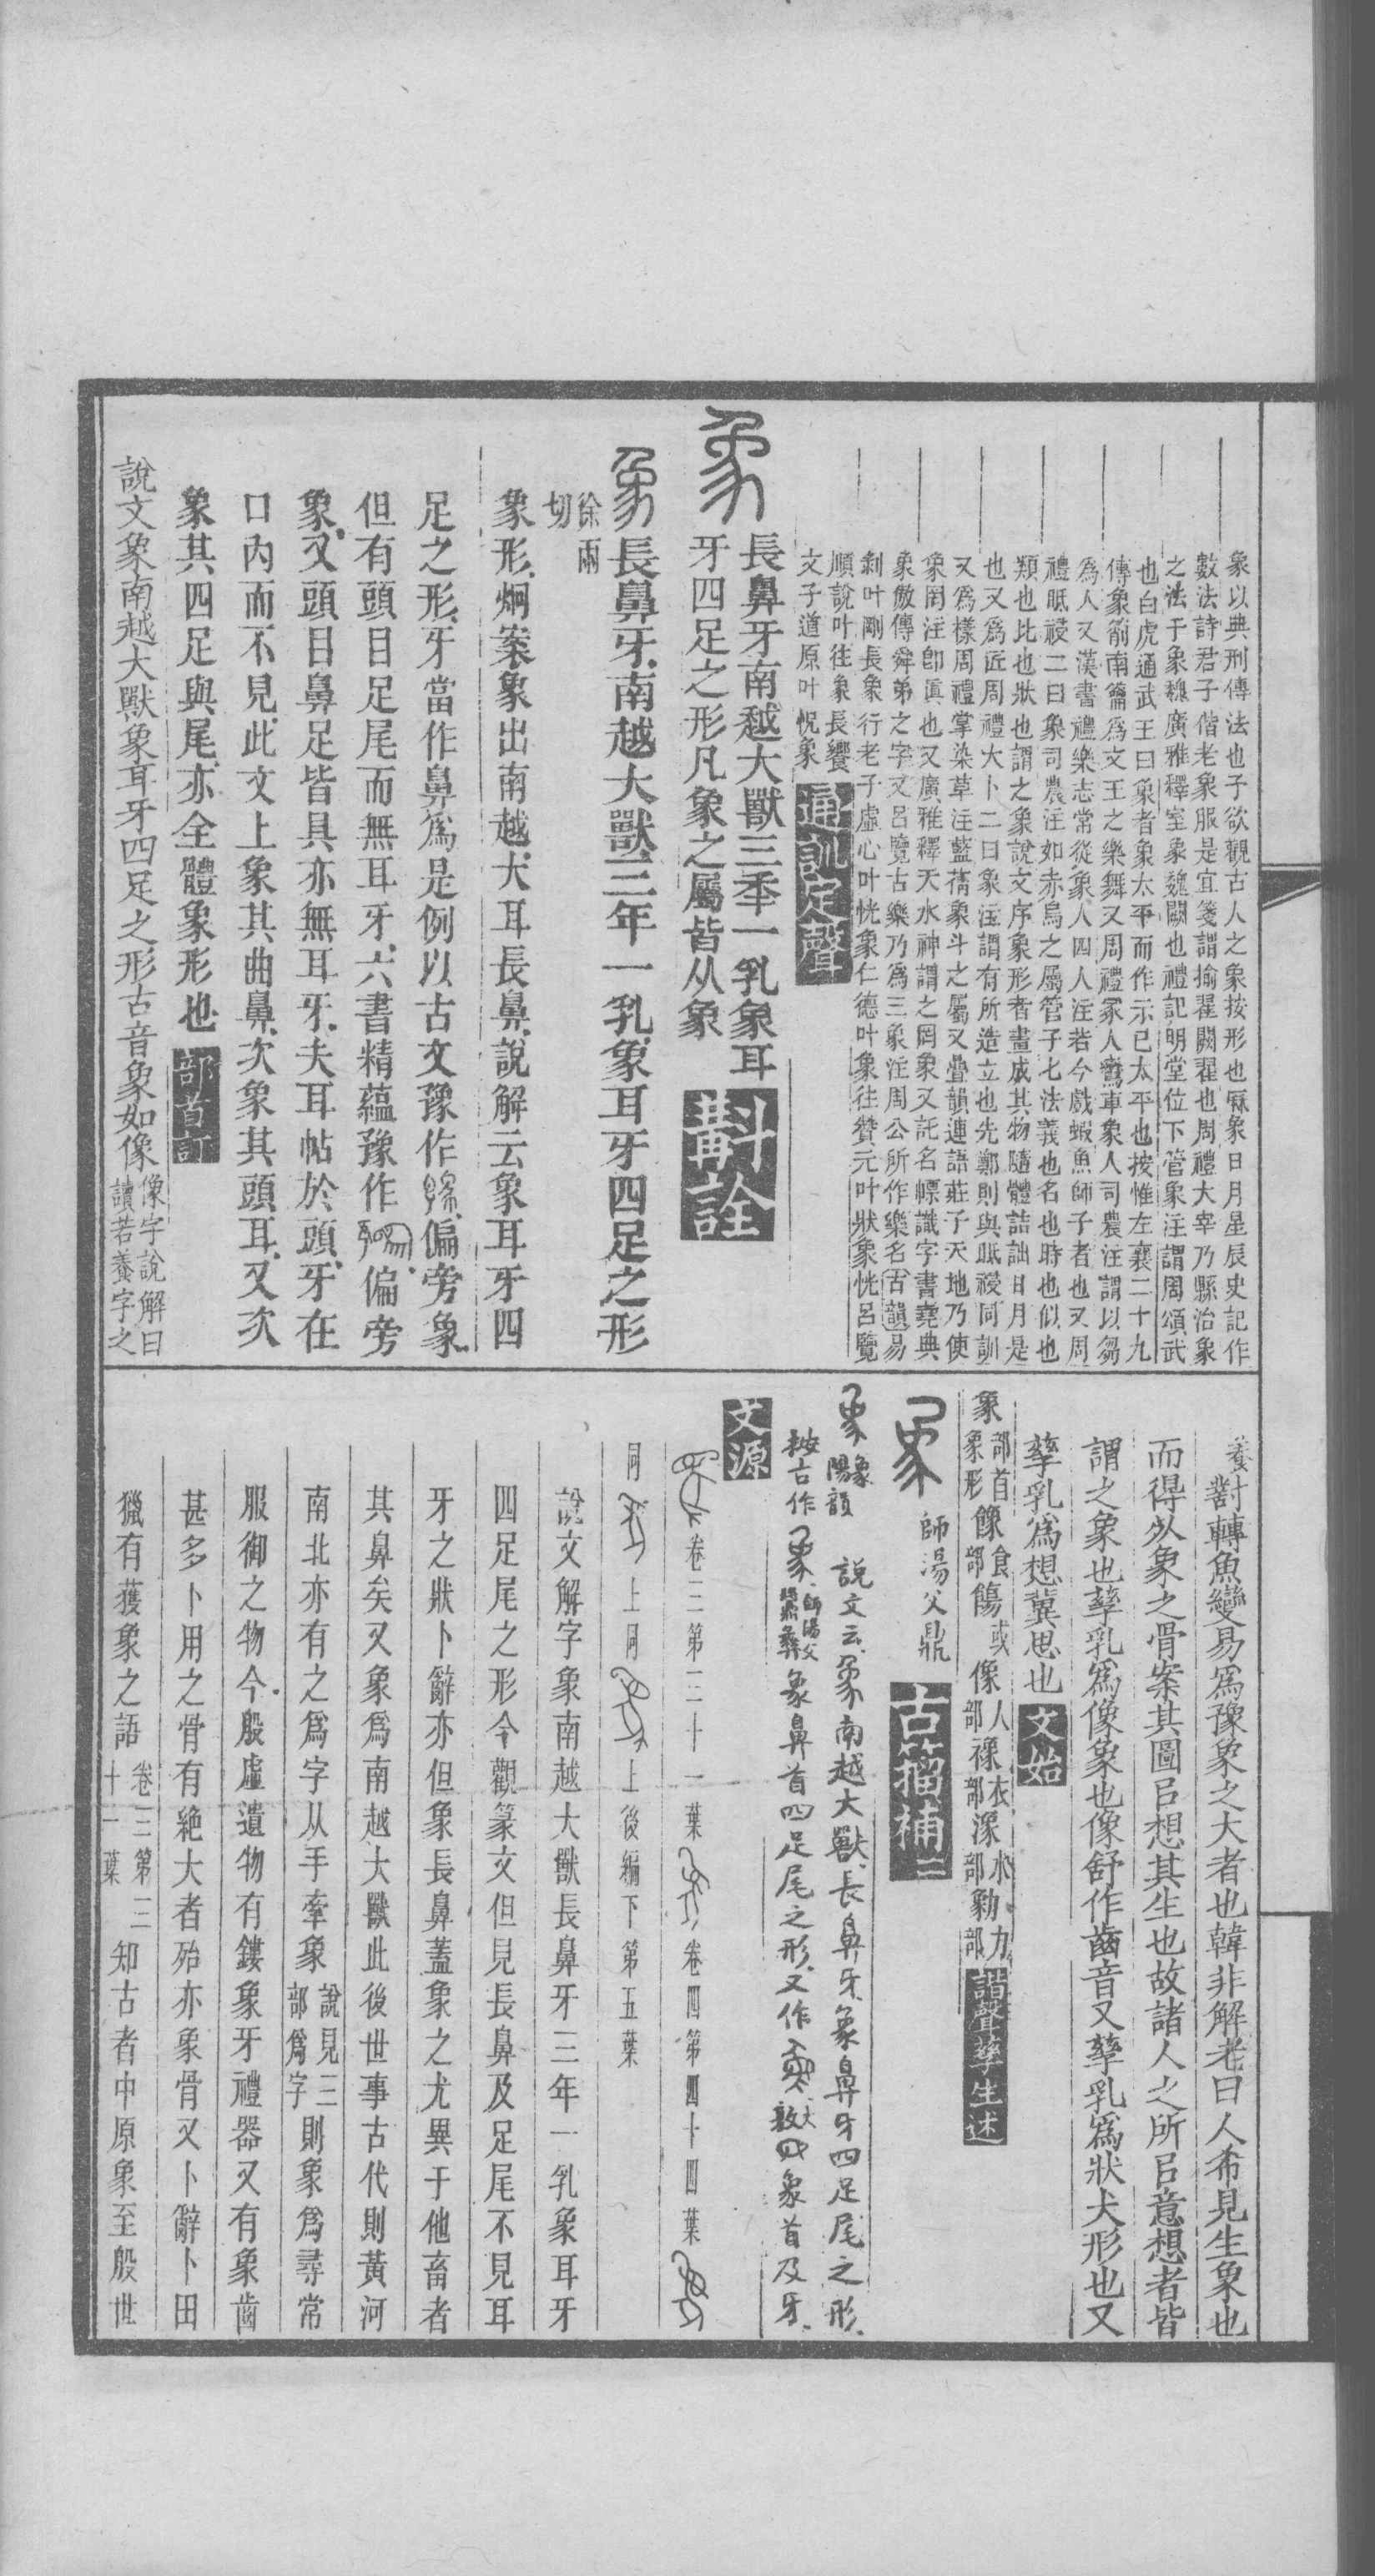 象以典刑傳法也子欲觀古人之象按形也寐象日月星辰史記作
數法詩君子偕老象服是宜箋謂揄翟闕翟也周禮大宰乃縣治象
之法于象魏廣雅釋室象魏闕也禮記明堂位下管象注謂周頌武
也白虎通武王曰象者象太平而作示已太平也按惟左襄二十九
傳象箾南籥爲文王之樂舞又周禮冢人鸞車象人司農注謂以芻
爲人又漢書禮樂志常從象人四人注若今戲蝦魚師子者也又周
禮眡祲二曰象司農注如赤烏之屬管子七法義也名也時也似也
類也比也狀也謂之象說文序象形者畫成其物隨體詰詘日月是
也又爲匠周禮大卜二曰象注謂有所造立也先鄭則與眡祲同訓
又爲樣周禮掌染草注藍蒨象斗之屬又疊韻連語莊子天地乃使
象罔注卽眞也又廣雅釋天水神謂之罔象又託名幖識字書堯典
象傲傳舜弟之字又呂覽古樂乃爲三象注周公所作樂名古韻易
剝叶剛長象行老子虛心叶恍象仁德叶象往贊元叶狀象恍呂覽
順說叶往象長饗
文子道原叶怳象 通訓定聲
長鼻牙南越大獸三秊一乳象耳
牙四足之形凡象之屬皆从象 斠詮
長鼻牙南越大獸三年一乳象耳牙四足之形
徐兩
切
象形炯案象出南越大耳長鼻說解云象耳牙四
足之形牙當作鼻爲是例以古文豫作 偏旁象
但有頭目足尾而無耳牙六書精蘊豫作 偏旁
象又頭目鼻足皆具亦無耳牙夫耳帖於頭牙在
口內而不見此文上象其曲鼻次象其頭耳又次
象其四足與尾亦全體象形也 部首訂
說文象南越大獸象耳牙四足之形古音象如像 像字說解曰
讀若養字之
養對轉魚變易爲豫象之大者也韓非解老曰人希見生象也
而得㱙象之骨案其圖㠯想其生也故諸人之所㠯意想者皆
謂之象也孳乳爲像象也像舒作齒音又孳乳爲狀犬形也又
孳乳爲想冀思也 文始
象 部首 象形 餯 食部 餳 或 像 人部 襐 衣部 潒 水部 勨 力部 諧聲孳生述
師湯父鼎 古籀補二
象 陽韻 說文云 南越大獸長鼻牙象鼻牙四足尾之形
按古作 師湯父鼎彝 象鼻首四足尾之形又作 象首及牙
文源
卷三第三十一葉 卷四第四十四葉
同 上同 上後編下第五葉
說文解字象南越大獸長鼻牙三年一乳象耳牙
四足尾之形今觀篆文但見長鼻及足尾不見耳
牙之狀卜辭亦但象長鼻蓋象之尤異于他畜者
其鼻矣又象爲南越大獸此後世事古代則黃河
南北亦有之爲字从手牽象 說見三部爲字 則象爲尋常
服御之物今殷虛遺物有鏤象牙禮器又有象齒
甚多卜用之骨有絕大者殆亦象骨又卜辭卜田
獵有獲象之語 卷三第三十一葉 知古者中原象至殷世